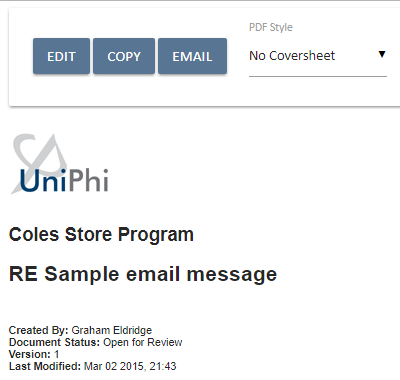 PDF Style
EDIT
COPY
EMAIL
No Coversheet
UniPhi
Coles Store Program
RE Sample email message
Created By: Graham Eldridge
Document Status: Open for Review
Version: 1
Last Modified: Mar 02 2015, 21:43